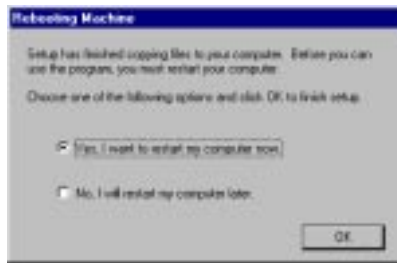 Rebooting Machine
Setup has finished copying files to your computer. Before you can
use the program, you must restart your computer.
Choose one of the following options and click OK to finish setup.
Yes, I want to restart my computer now.
No, I will restart my computer later.
OK